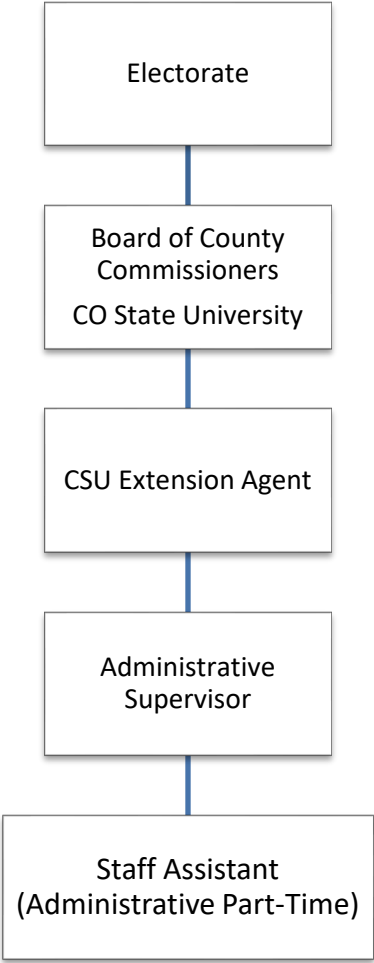 Electorate
Board of County
Commissioners
CO State University
CSU Extension Agent
Administrative
Supervisor
Staff Assistant
(Administrative Part-Time)